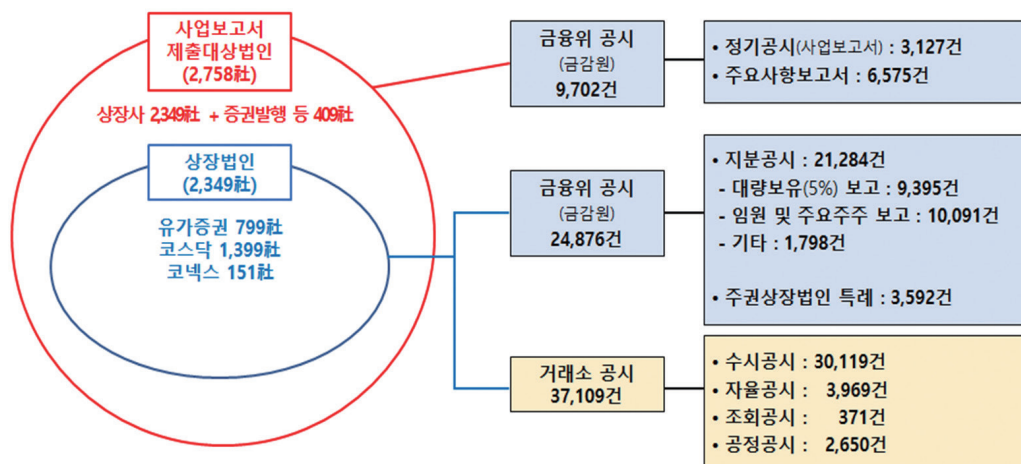 사업보고서
제출대상법인
(2,758社)
상장사 2,349社 + 증권발행 등 409社
상장법인
(2,349社)
유가증권 799社
코스닥 1,399社
코넥스 151社
금융위 공시
(금감원)
9,702건
• 정기공시(사업보고서) : 3,127건
• 주요사항보고서 : 6,575건
금융위 공시
(금감원)
24,876건
• 지분공시 : 21,284건
- 대량보유(5%) 보고 : 9,395건
- 임원 및 주요주주 보고 : 10,091건
- 기타 : 1,798건
• 주권상장법인 특례 : 3,592건
거래소 공시
37,109건
• 수시공시 : 30,119건
• 자율공시 : 3,969건
• 조회공시 : 371건
• 공정공시 : 2,650건